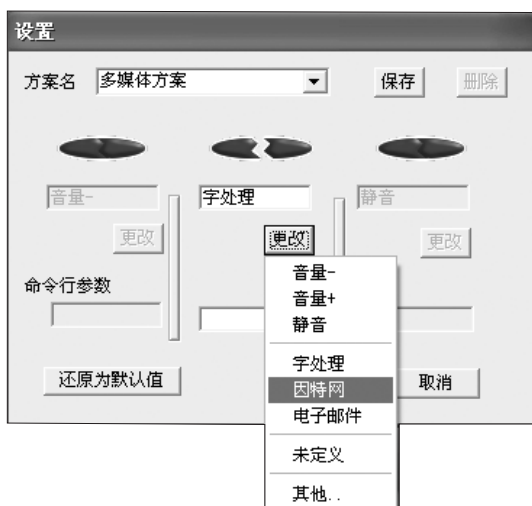 设置
方案名 多媒体方案 保存 删除
音量- 字处理 静音
更改 更改 更改
命令行参数
音量-
音量+
静音
字处理
因特网
电子邮件
未定义
其他..
还原为默认值 取消